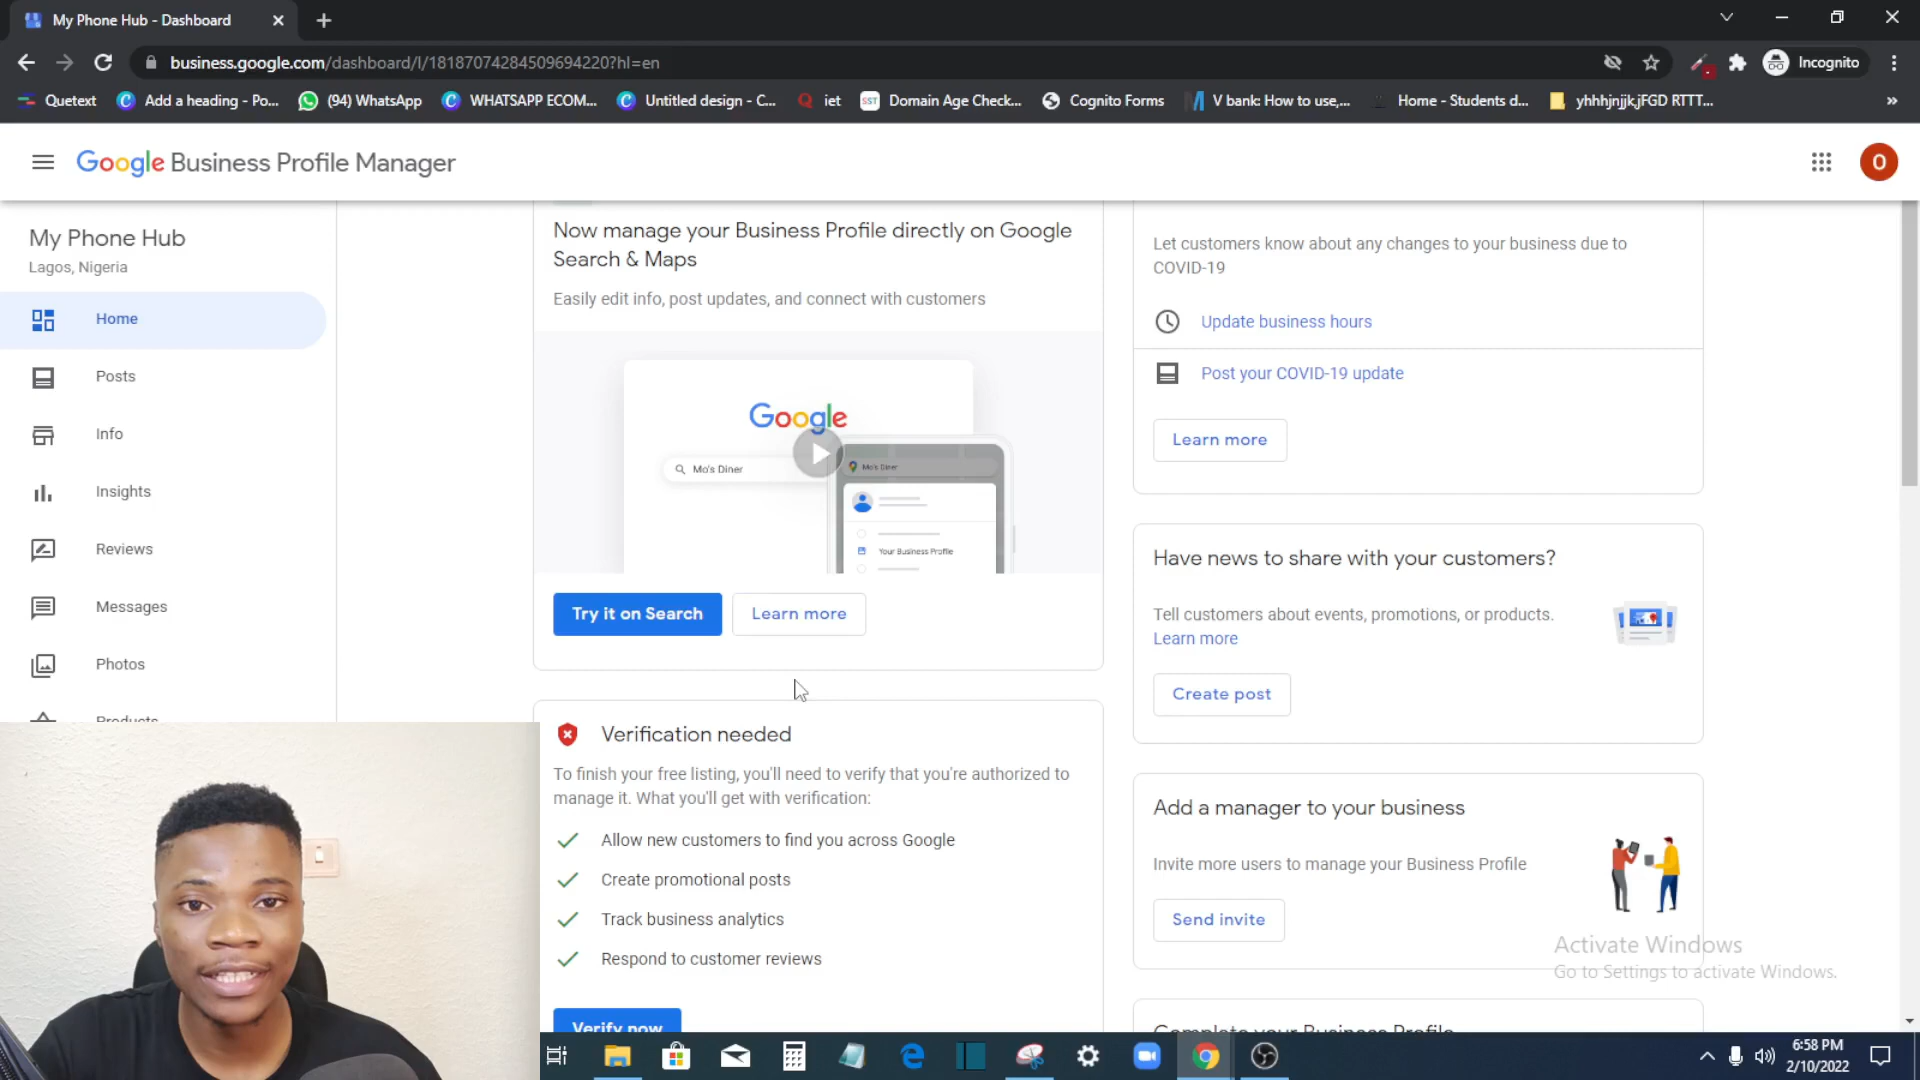 My Phone Hub - Dashboard
business.google.com/dashboard/l/18187074284509694220?hl=en
Incognito
Quetext
Add a heading - Po...
(94) WhatsApp
WHATSAPP ECOM...
Untitled design - C...
iet
SST
Domain Age Check...
Cognito Forms
V bank: How to use,...
Home - Students d...
yhhhjnjjk,jFGD RTTT...
Google Business Profile Manager
O
My Phone Hub
Lagos, Nigeria
Home
Posts
Info
Insights
Reviews
Messages
Photos
Products
Now manage your Business Profile directly on Google
Search & Maps
Easily edit info, post updates, and connect with customers
Google
Mo's Diner
Mo's Diner
Your Business Profile
Try it on Search
Learn more
Verification needed
To finish your free listing, you'll need to verify that you're authorized to
manage it. What you'll get with verification:
Allow new customers to find you across Google
Create promotional posts
Track business analytics
Respond to customer reviews
Verify now
Let customers know about any changes to your business due to
COVID-19
Update business hours
Post your COVID-19 update
Learn more
Have news to share with your customers?
Tell customers about events, promotions, or products.
Learn more
Create post
Add a manager to your business
Invite more users to manage your Business Profile
Send invite
Complete your Business Profile
Activate Windows
Go to Settings to activate Windows.
6:58 PM
2/10/2022